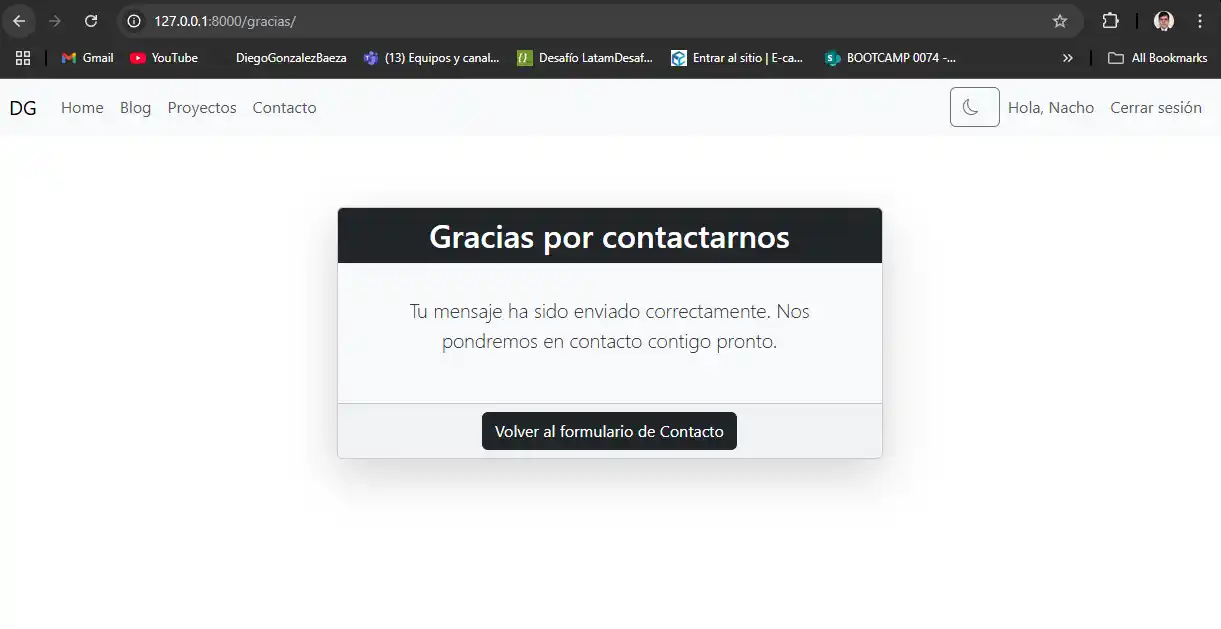 127.0.0.1:8000/gracias/
Gmail YouTube DiegoGonzalezBaeza (13) Equipos y canal... Desafío LatamDesaf... Entrar al sitio | E-ca... BOOTCAMP 0074 -... All Bookmarks
DG Home Blog Proyectos Contacto Hola, Nacho Cerrar sesión
Gracias por contactarnos
Tu mensaje ha sido enviado correctamente. Nos
pondremos en contacto contigo pronto.
Volver al formulario de Contacto